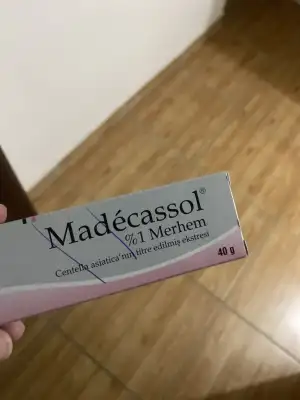 Madécassol®
%1 Merhem
Centella asiatica'nın titre edilmiş ekstresi
40 g